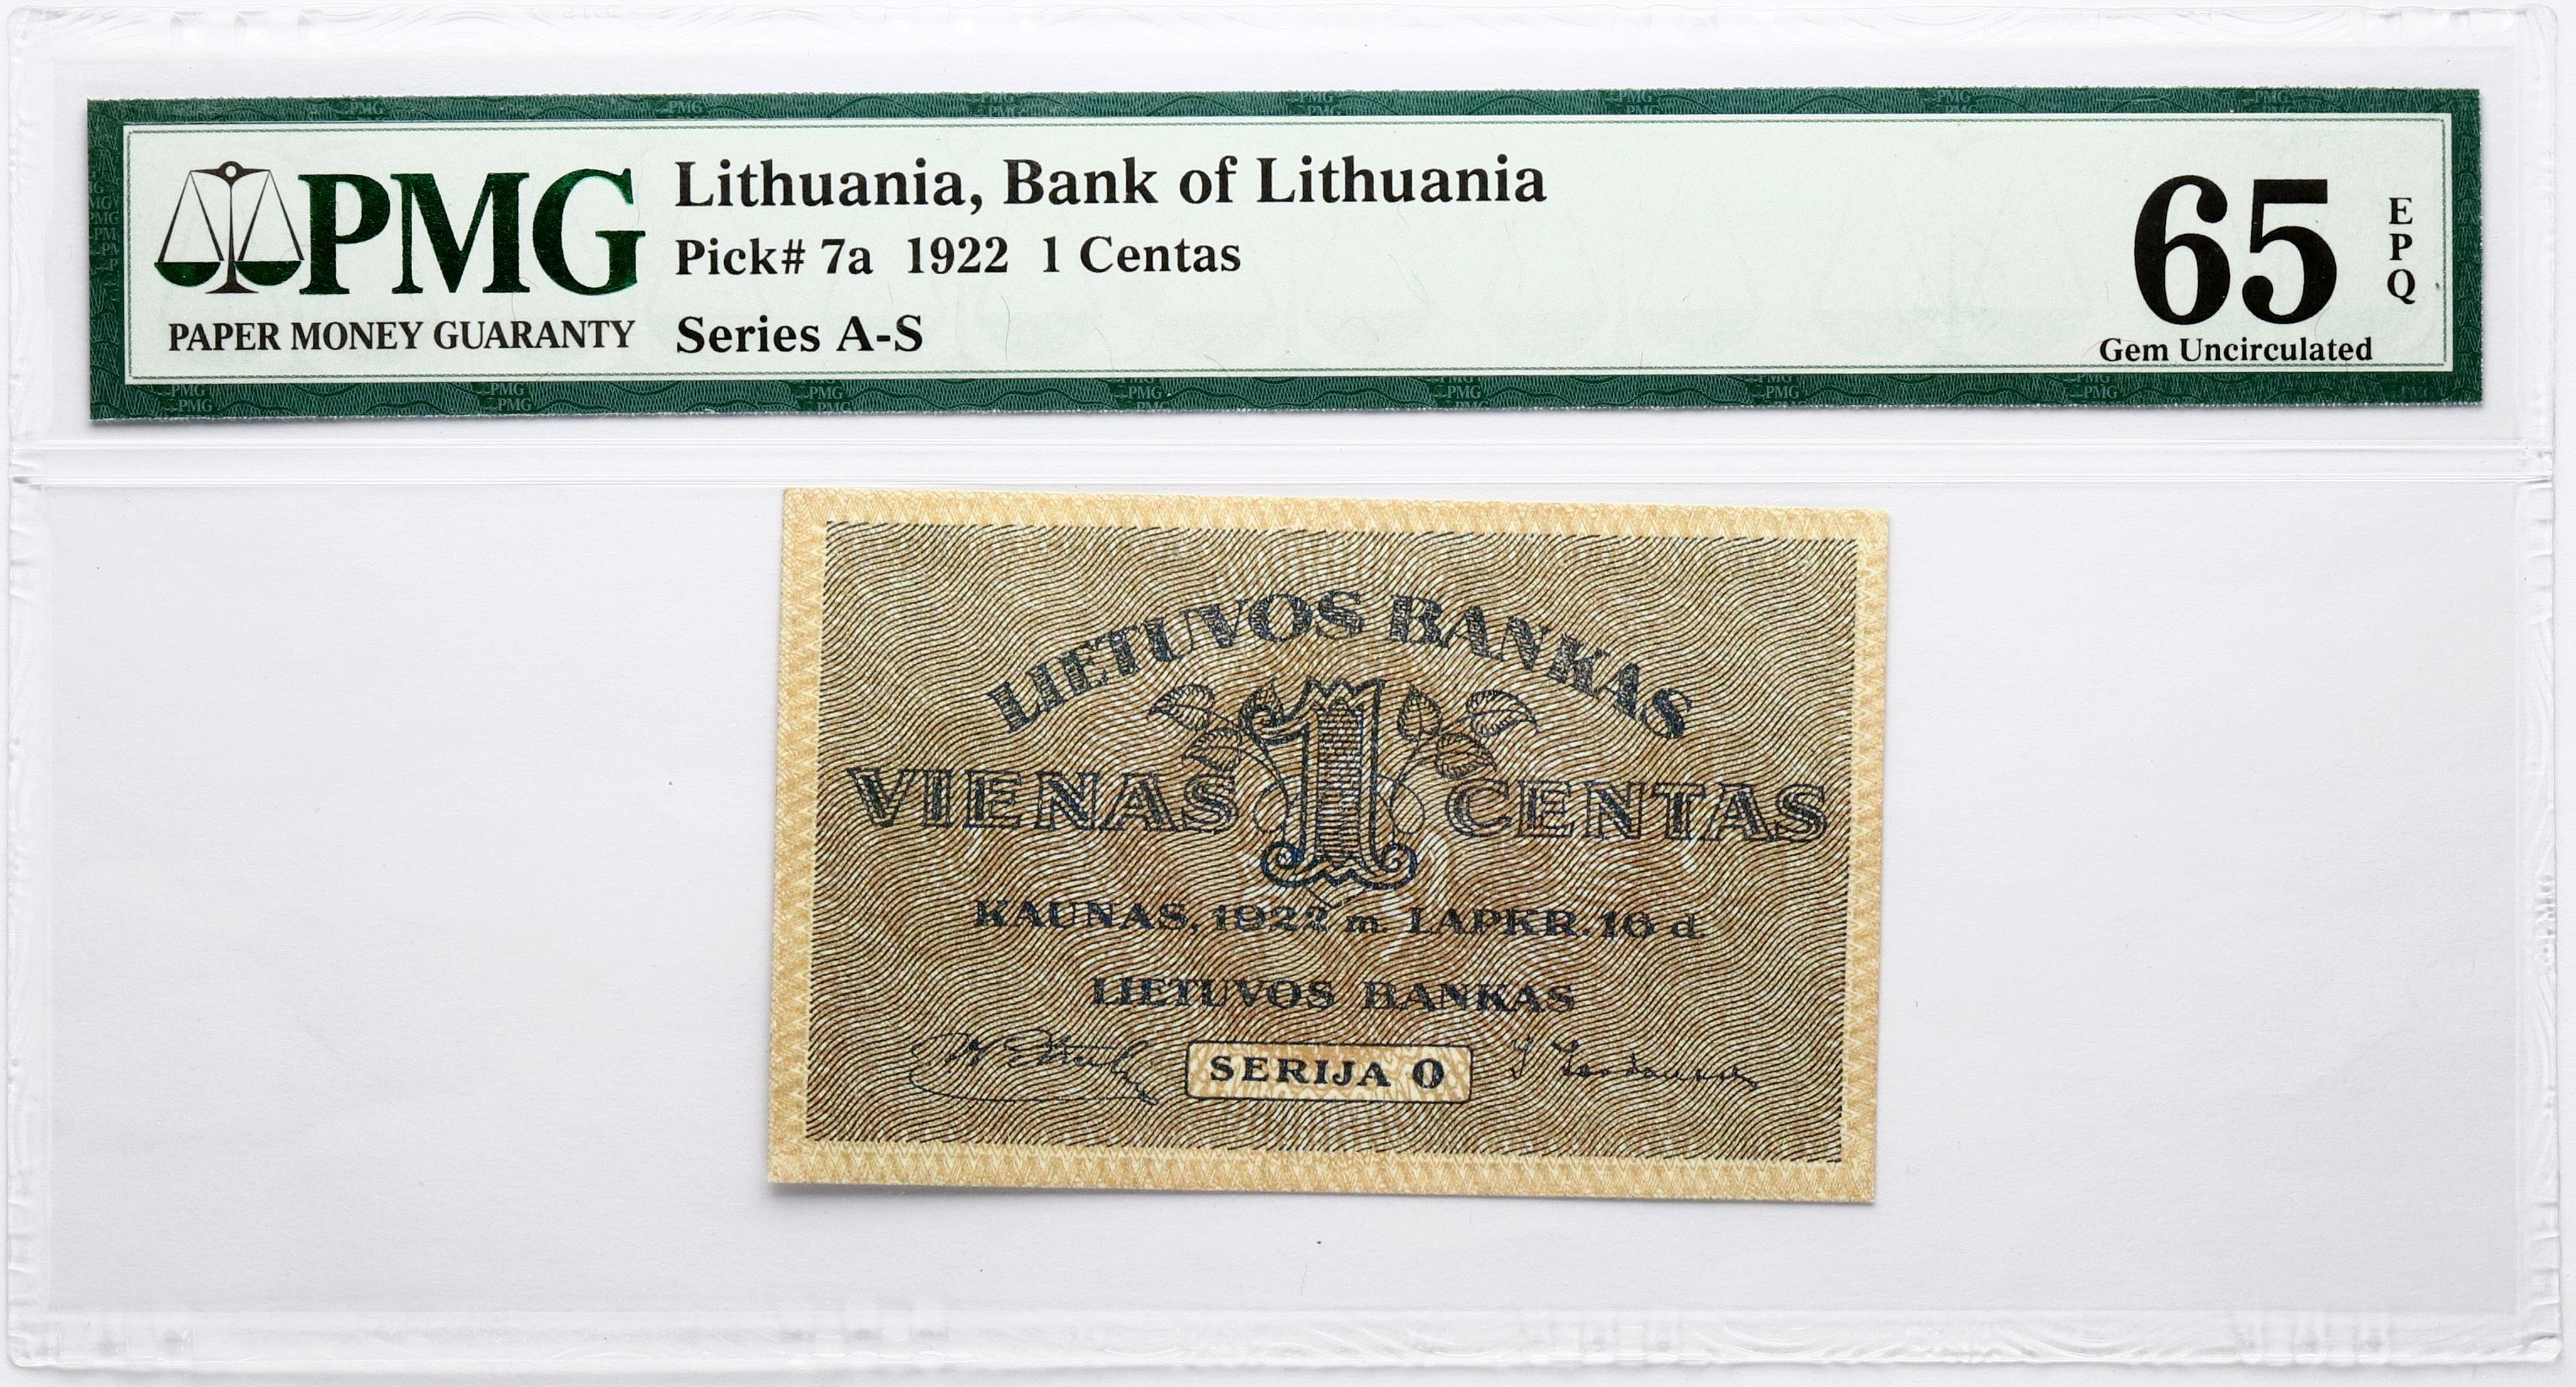 PMG
PAPER MONEY GUARANTY
Lithuania, Bank of Lithuania
Pick# 7a 1922 1 Centas
Series A-S
65
EPQ
Gem Uncirculated
LIETUVOS BANKAS
VIENAS 1 CENTAS
KAUNAS, 1922 m. LAPKR. 16 d.
LIETUVOS BANKAS
SERIJA O